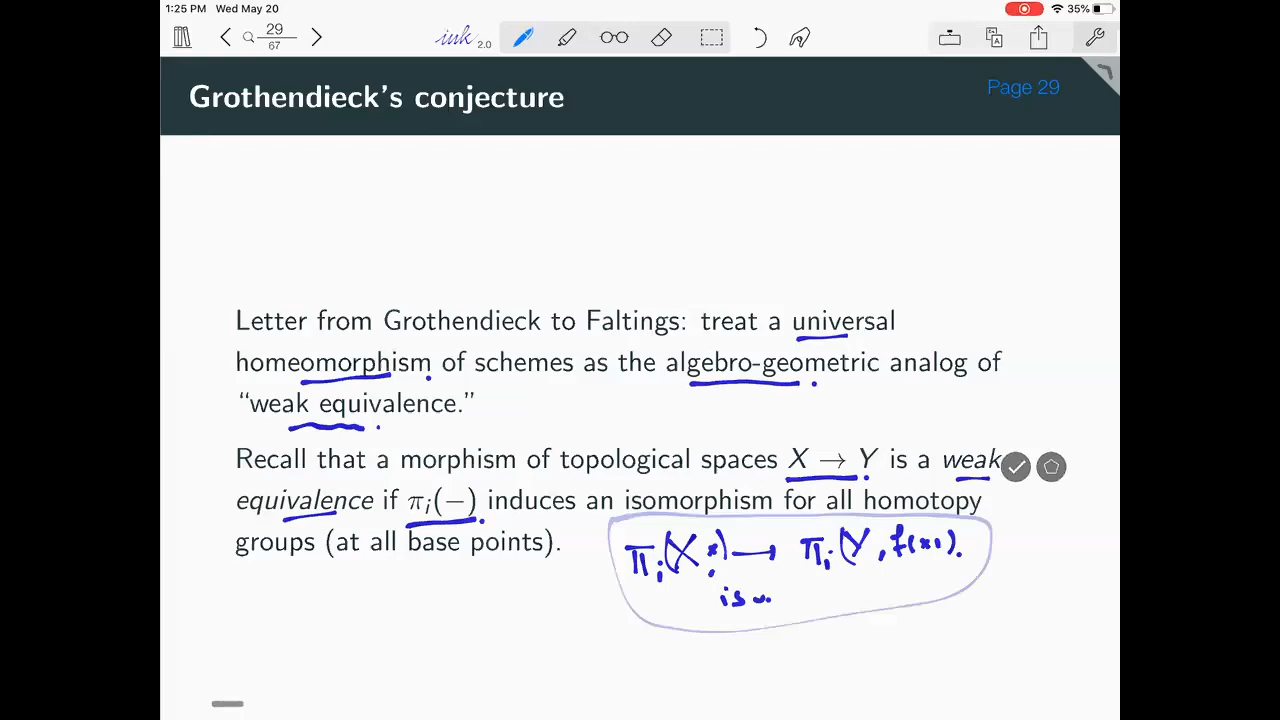 1:25 PM Wed May 20
35%
29
67
ink 2.0
Grothendieck's conjecture
Page 29
Letter from Grothendieck to Faltings: treat a universal
homeomorphism of schemes as the algebro-geometric analog of
“weak equivalence.”
Recall that a morphism of topological spaces X → Y is a weak
equivalence if πᵢ(−) induces an isomorphism for all homotopy
groups (at all base points).
πᵢ(X, x) → πᵢ(Y, f(x)).